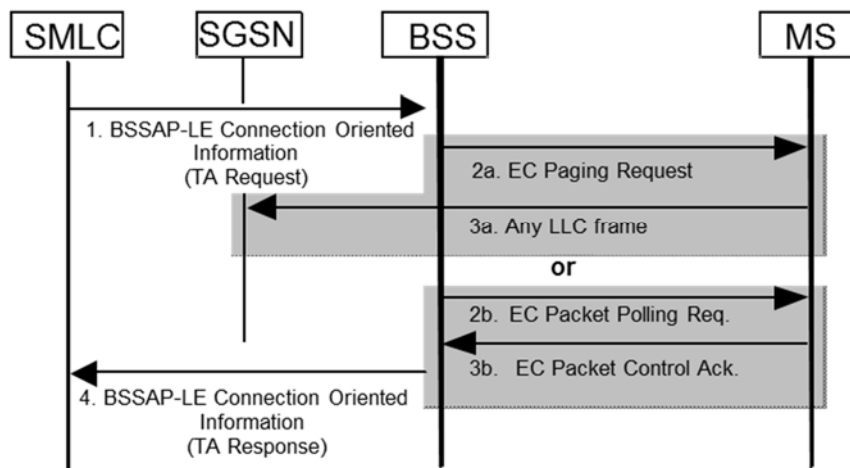 SMLC
SGSN
BSS
MS
1. BSSAP-LE Connection Oriented
Information
(TA Request)
2a. EC Paging Request
3a. Any LLC frame
or
2b. EC Packet Polling Req.
3b. EC Packet Control Ack.
4. BSSAP-LE Connection Oriented
Information
(TA Response)